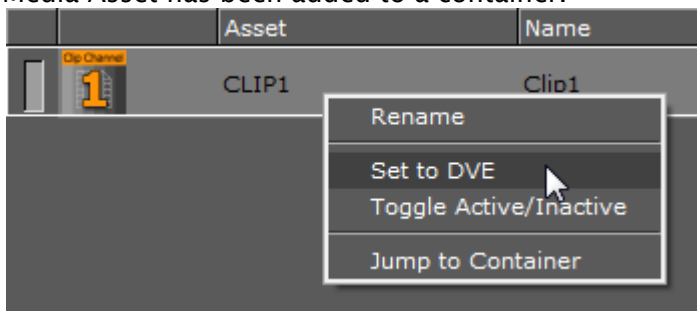 Media Asset has been added to a container.
Asset Name
Clip Channel
1
CLIP1 Clip1
Rename
Set to DVE
Toggle Active/Inactive
Jump to Container